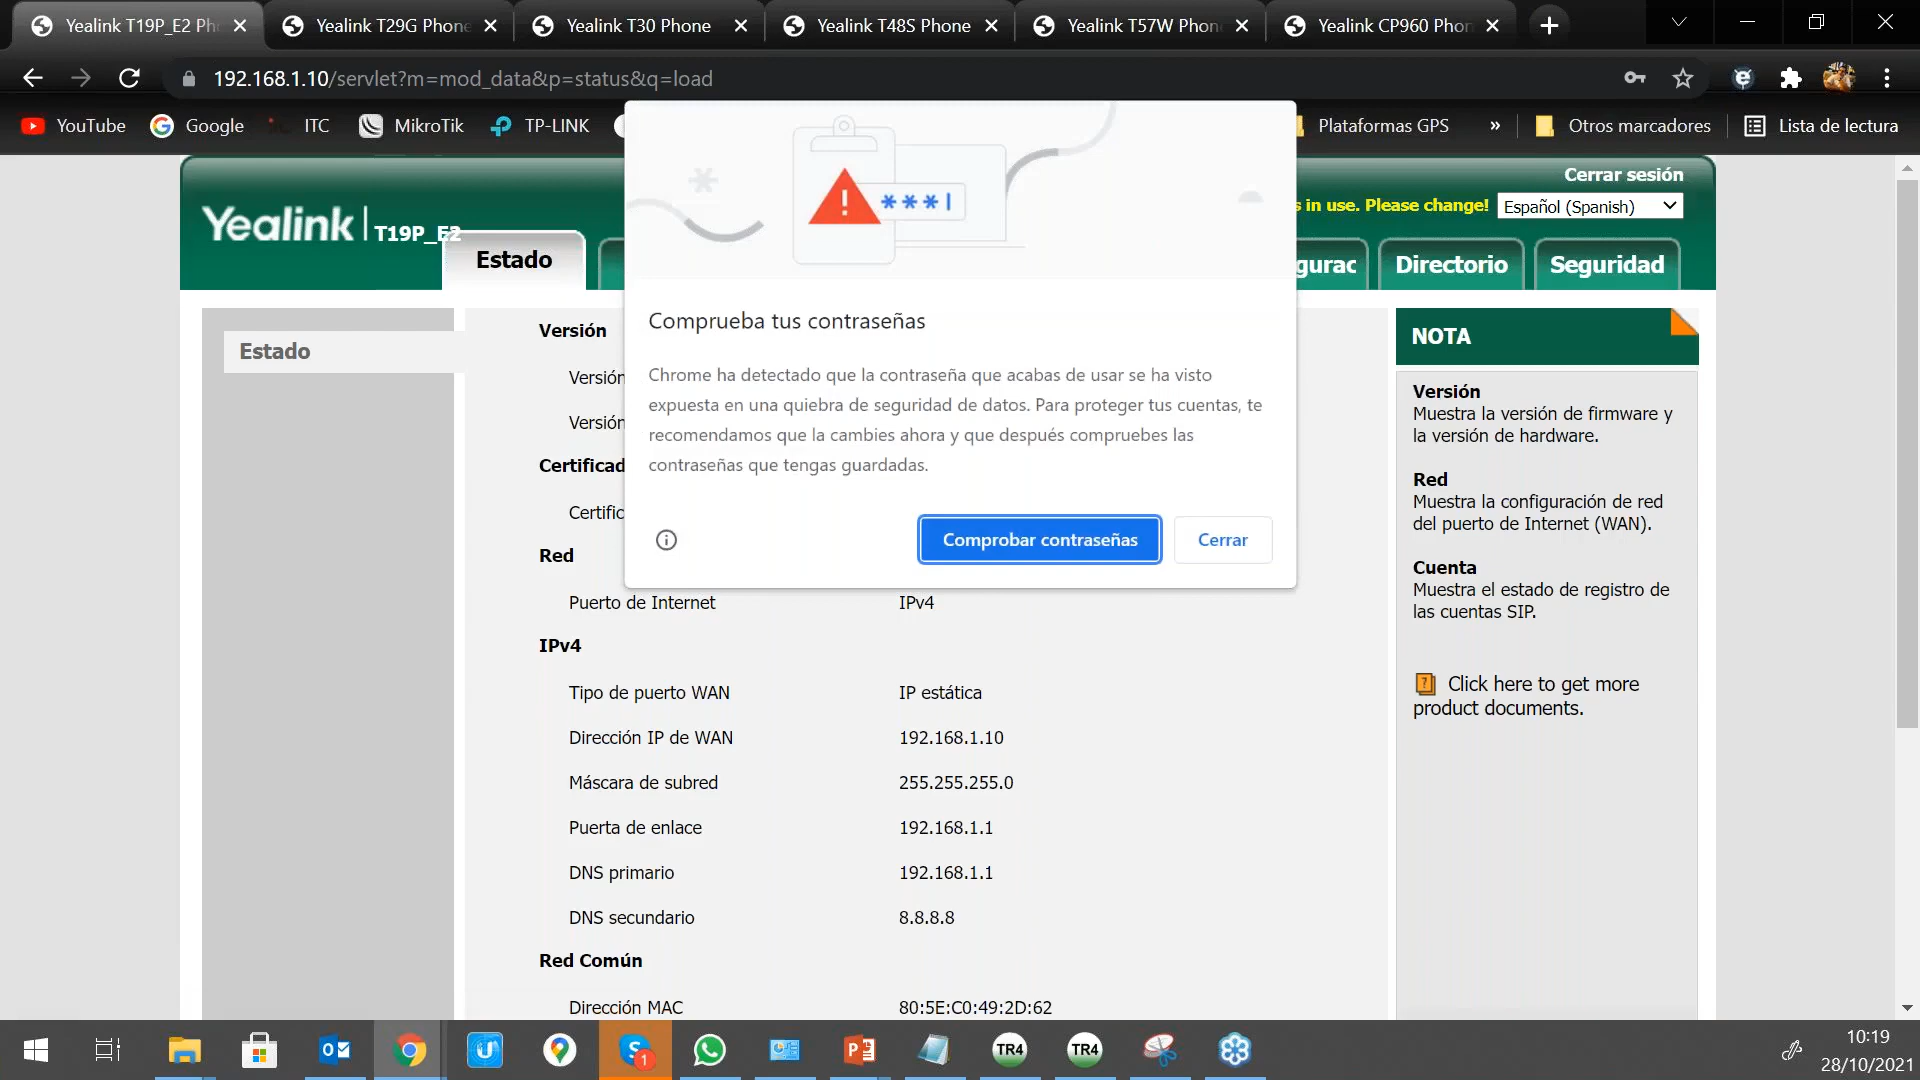 Yealink T19P_E2 Ph
Yealink T29G Phone
Yealink T30 Phone
Yealink T48S Phone
Yealink T57W Phon
Yealink CP960 Phon
192.168.1.10/servlet?m=mod_data&p=status&q=load
YouTube
Google
ITC
MikroTik
TP-LINK
Plataformas GPS
»
Otros marcadores
Lista de lectura
Cerrar sesión
s in use. Please change!
Español (Spanish)
Yealink | T19P_E2
Estado
gurac
Directorio
Seguridad
Estado
Versión
Versión
Versión
Certificad
Certific
Red
Puerto de Internet IPv4
IPv4
Tipo de puerto WAN IP estática
Dirección IP de WAN 192.168.1.10
Máscara de subred 255.255.255.0
Puerta de enlace 192.168.1.1
DNS primario 192.168.1.1
DNS secundario 8.8.8.8
Red Común
Dirección MAC 80:5E:C0:49:2D:62
***|
Comprueba tus contraseñas
Chrome ha detectado que la contraseña que acabas de usar se ha visto
expuesta en una quiebra de seguridad de datos. Para proteger tus cuentas, te
recomendamos que la cambies ahora y que después compruebes las
contraseñas que tengas guardadas.
Comprobar contraseñas
Cerrar
NOTA
Versión
Muestra la versión de firmware y
la versión de hardware.
Red
Muestra la configuración de red
del puerto de Internet (WAN).
Cuenta
Muestra el estado de registro de
las cuentas SIP.
Click here to get more
product documents.
TR4
TR4
1
10:19
28/10/2021